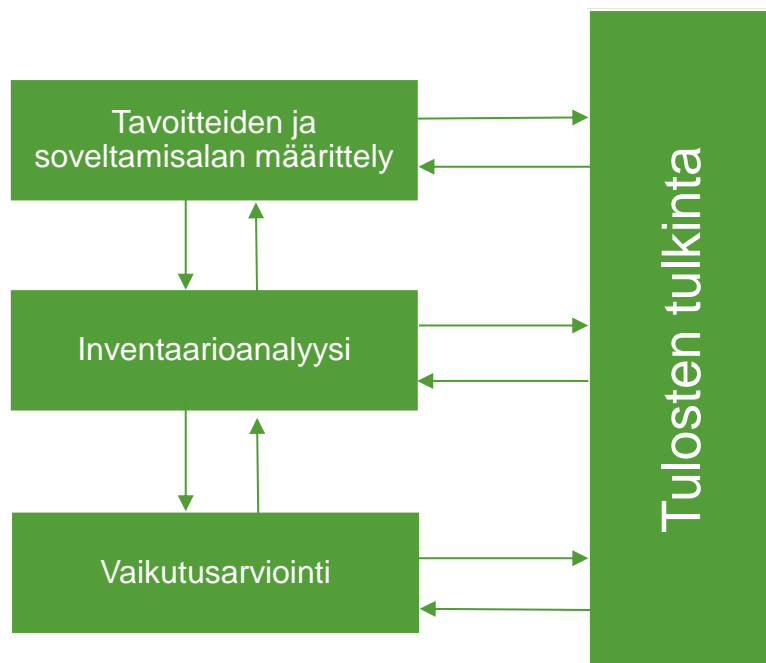 Tavoitteiden ja
soveltamisalan määrittely
Inventaarioanalyysi
Vaikutusarviointi
Tulosten tulkinta